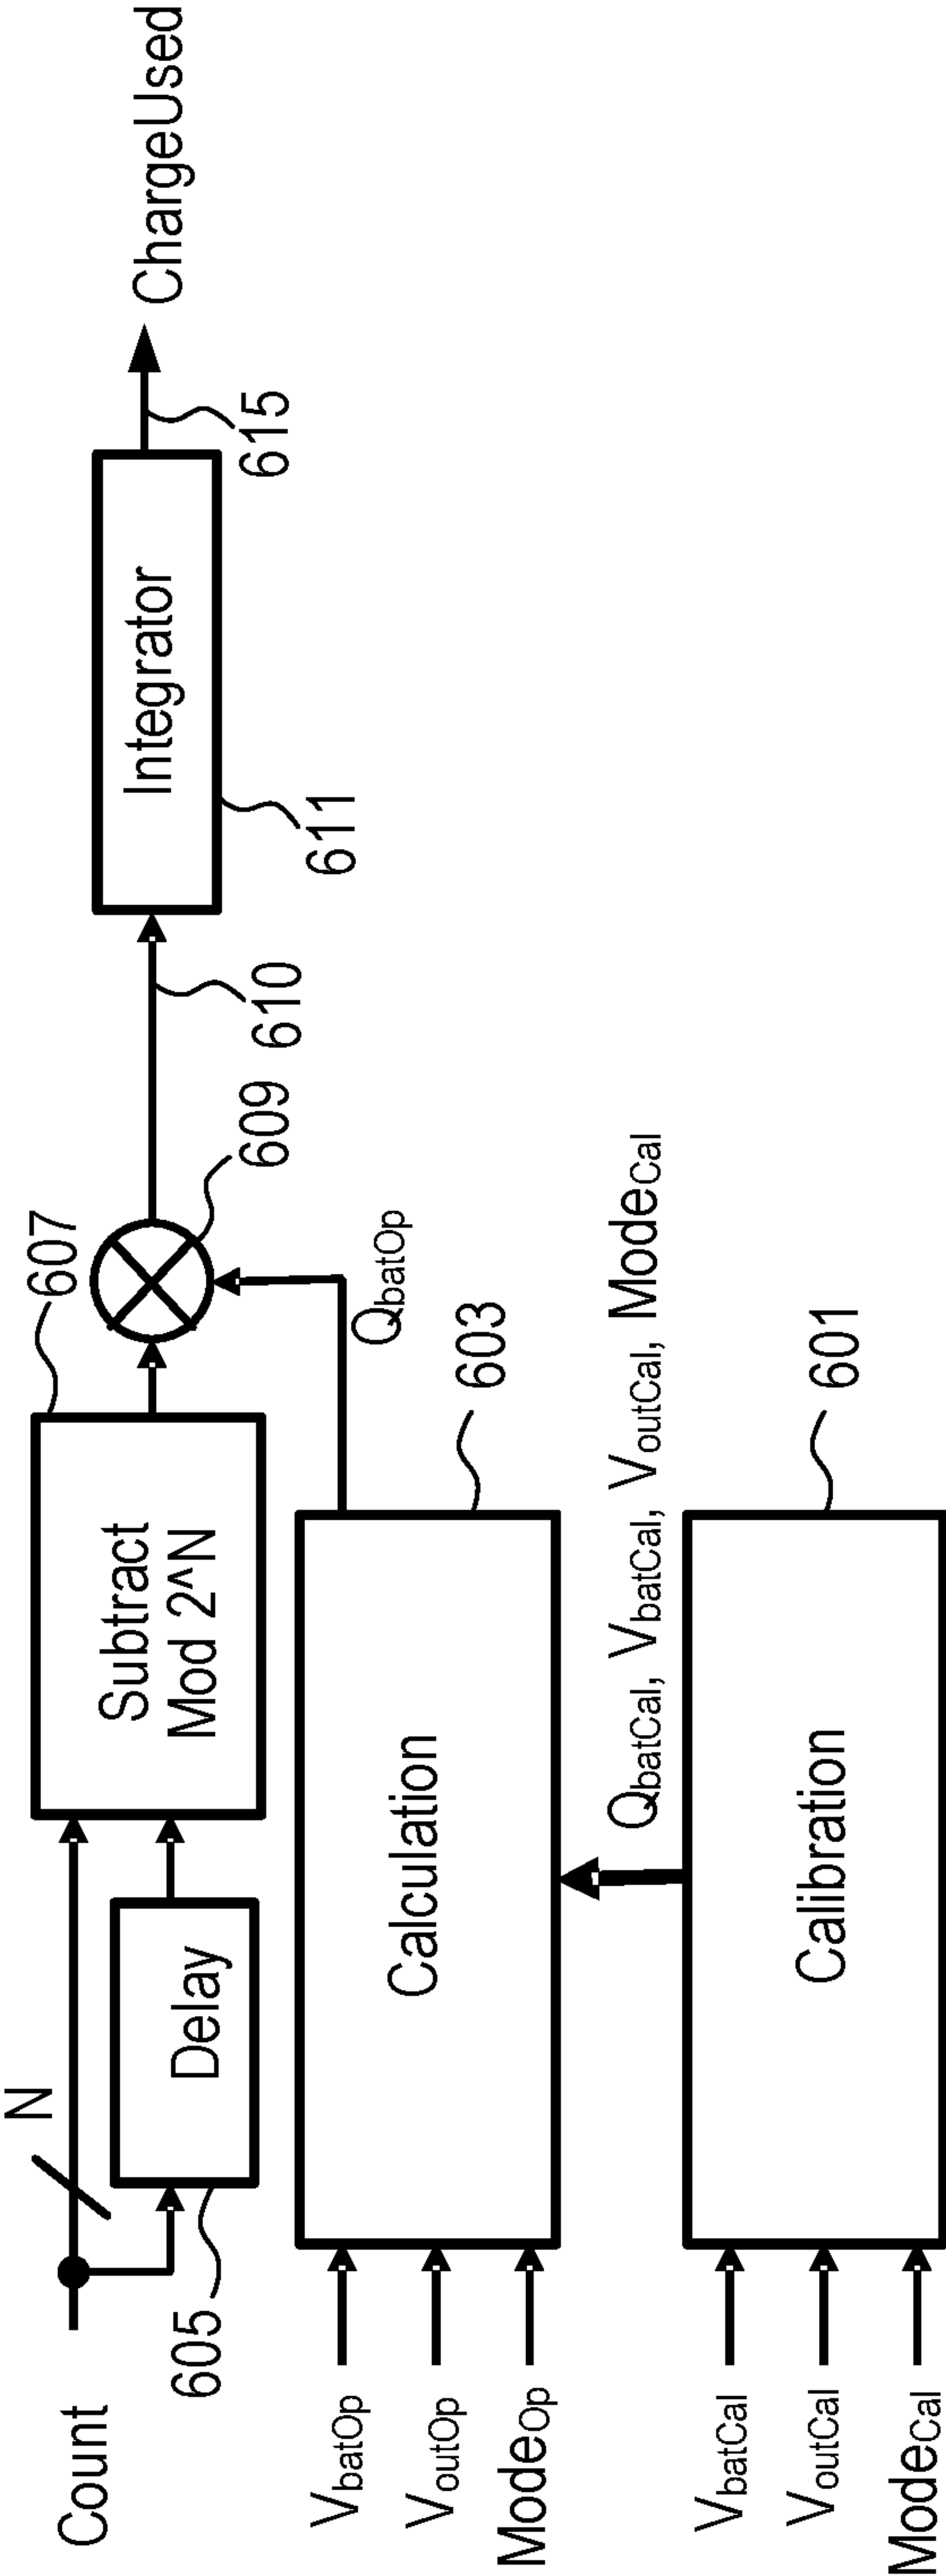 Count
N
605
Delay
Subtract
Mod 2^N
607
609
610
Integrator
611
615
ChargeUsed
VbatOp
VoutOp
ModeOp
Calculation
603
QbatOp
QbatCal, VbatCal, VoutCal, ModeCal
VbatCal
VoutCal
ModeCal
Calibration
601